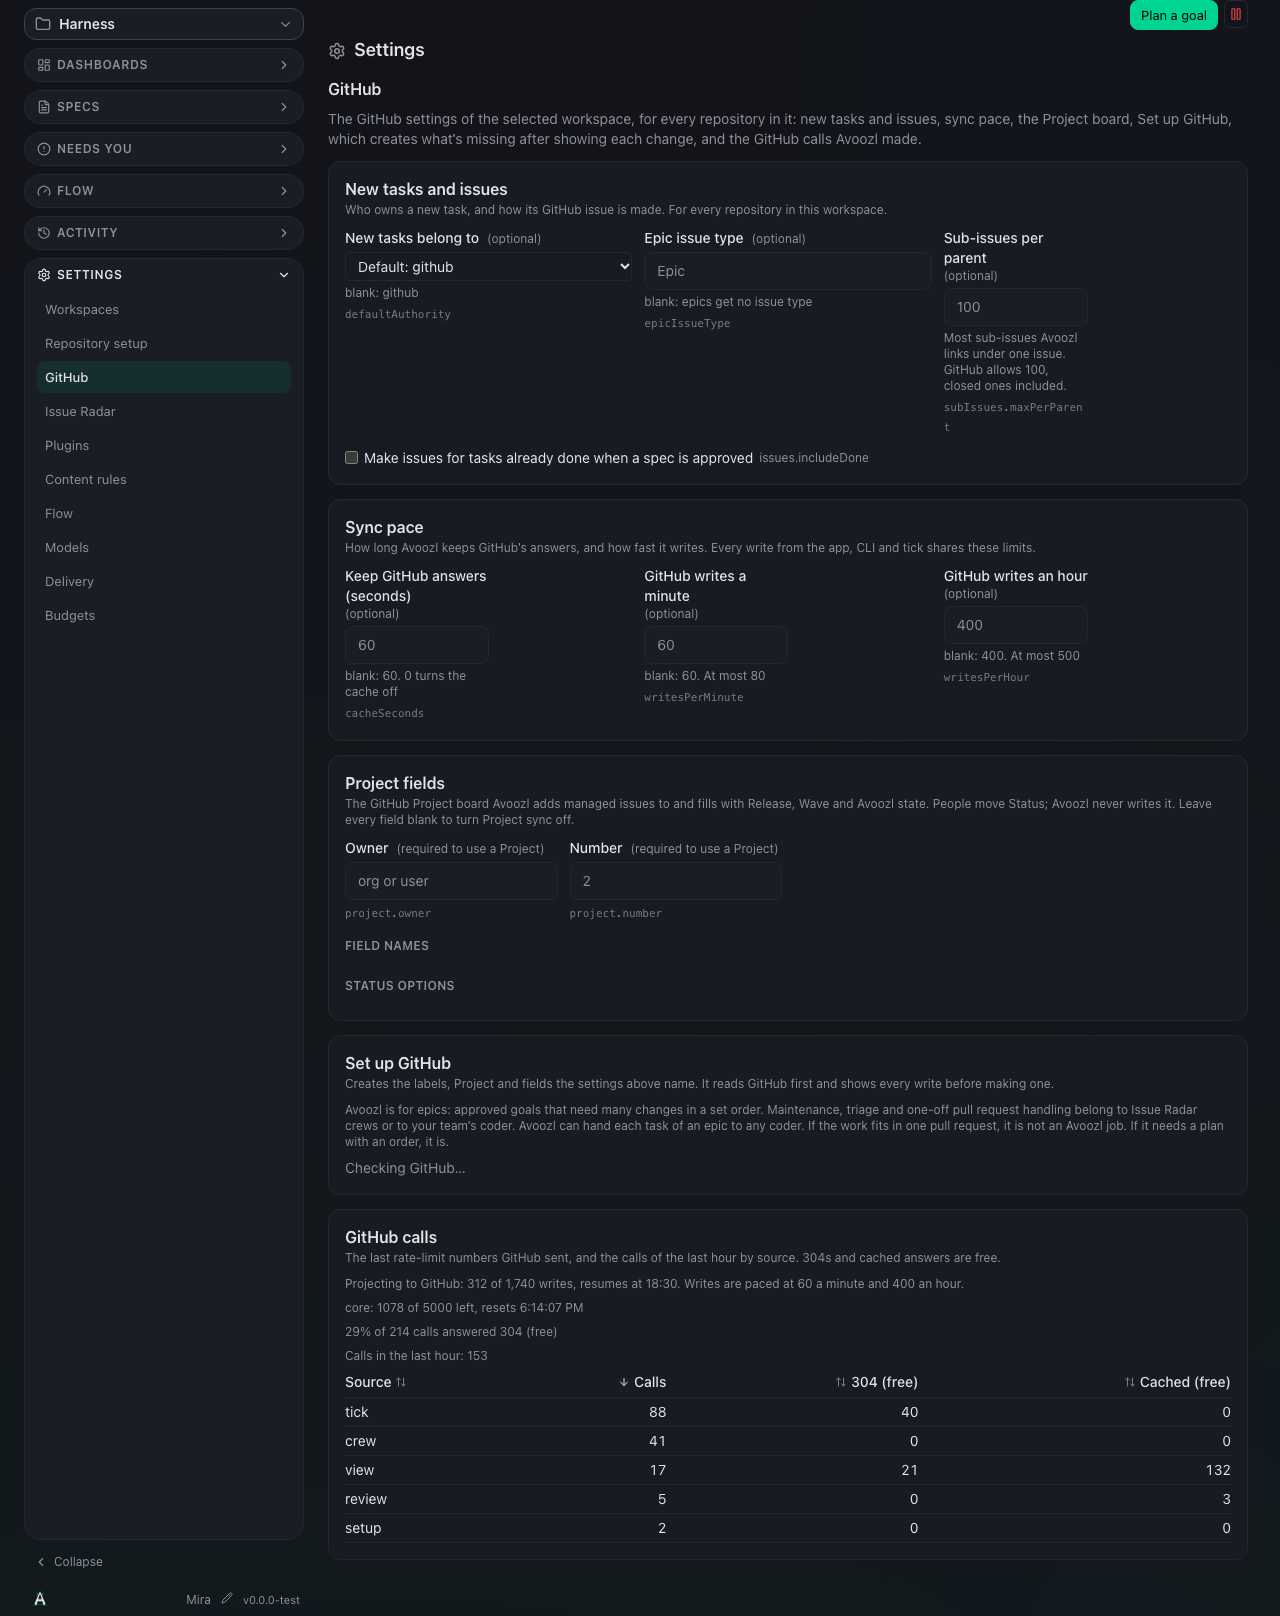 Harness
DASHBOARDS
SPECS
NEEDS YOU
FLOW
ACTIVITY
SETTINGS
Workspaces
Repository setup
GitHub
Issue Radar
Plugins
Content rules
Flow
Models
Delivery
Budgets
Collapse
Mira v0.0.0-test
Plan a goal
Settings
GitHub
The GitHub settings of the selected workspace, for every repository in it: new tasks and issues, sync pace, the Project board, Set up GitHub,
which creates what's missing after showing each change, and the GitHub calls Avoozl made.
New tasks and issues
Who owns a new task, and how its GitHub issue is made. For every repository in this workspace.
New tasks belong to (optional)
Default: github
blank: github
defaultAuthority
Epic issue type (optional)
Epic
blank: epics get no issue type
epicIssueType
Sub-issues per
parent
(optional)
100
Most sub-issues Avoozl
links under one issue.
GitHub allows 100,
closed ones included.
subIssues.maxPerParen
t
Make issues for tasks already done when a spec is approved issues.includeDone
Sync pace
How long Avoozl keeps GitHub's answers, and how fast it writes. Every write from the app, CLI and tick shares these limits.
Keep GitHub answers
(seconds)
(optional)
60
blank: 60. 0 turns the
cache off
cacheSeconds
GitHub writes a
minute
(optional)
60
blank: 60. At most 80
writesPerMinute
GitHub writes an hour
(optional)
400
blank: 400. At most 500
writesPerHour
Project fields
The GitHub Project board Avoozl adds managed issues to and fills with Release, Wave and Avoozl state. People move Status; Avoozl never writes it. Leave
every field blank to turn Project sync off.
Owner (required to use a Project)
org or user
project.owner
Number (required to use a Project)
2
project.number
FIELD NAMES
STATUS OPTIONS
Set up GitHub
Creates the labels, Project and fields the settings above name. It reads GitHub first and shows every write before making one.
Avoozl is for epics: approved goals that need many changes in a set order. Maintenance, triage and one-off pull request handling belong to Issue Radar
crews or to your team's coder. Avoozl can hand each task of an epic to any coder. If the work fits in one pull request, it is not an Avoozl job. If it needs a plan
with an order, it is.
Checking GitHub...
GitHub calls
The last rate-limit numbers GitHub sent, and the calls of the last hour by source. 304s and cached answers are free.
Projecting to GitHub: 312 of 1,740 writes, resumes at 18:30. Writes are paced at 60 a minute and 400 an hour.
core: 1078 of 5000 left, resets 6:14:07 PM
29% of 214 calls answered 304 (free)
Calls in the last hour: 153
Source Calls 304 (free) Cached (free)
tick 88 40 0
crew 41 0 0
view 17 21 132
review 5 0 3
setup 2 0 0